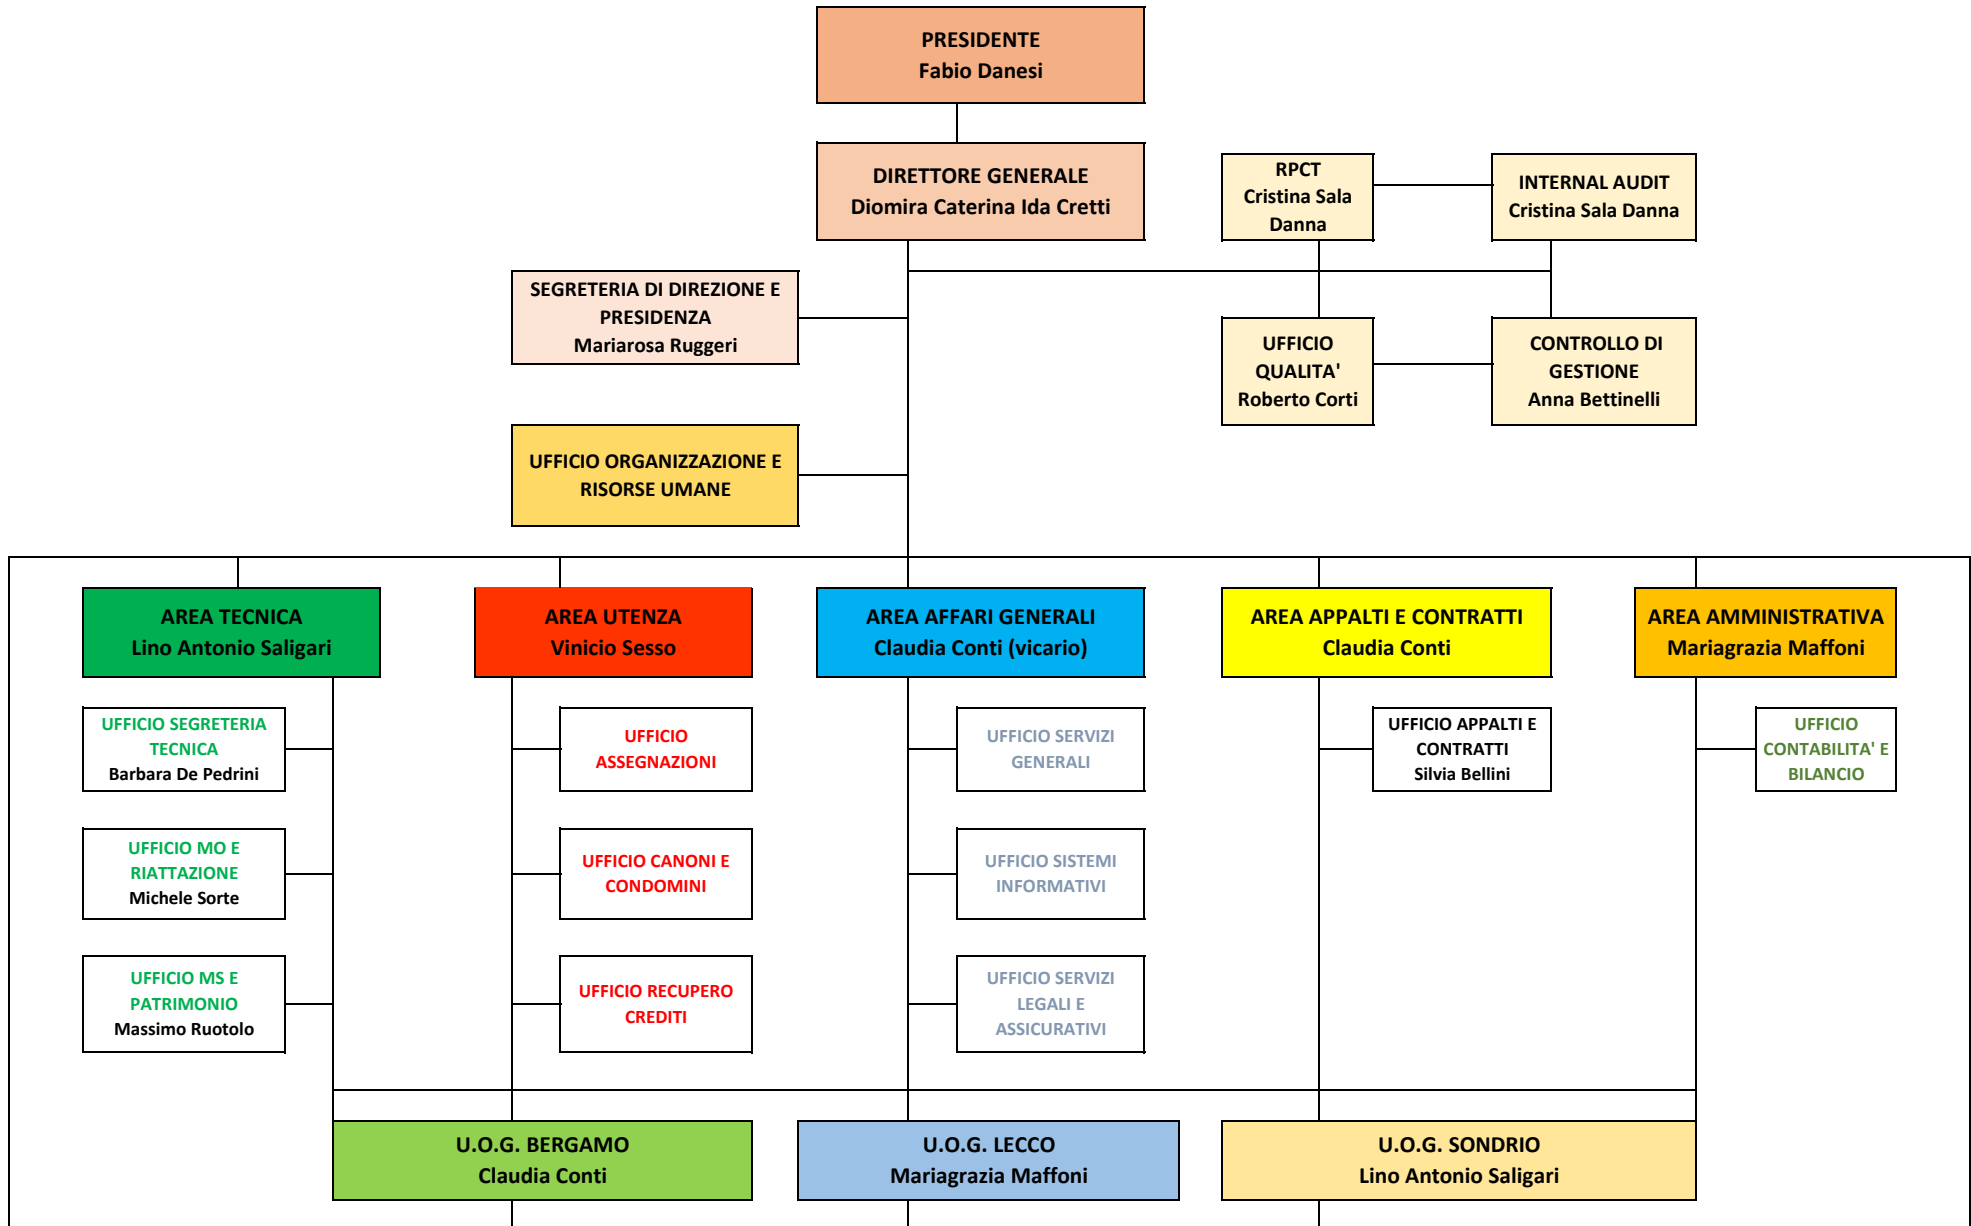 PRESIDENTE
Fabio Danesi
DIRETTORE GENERALE
Diomira Caterina Ida Cretti
RPCT
Cristina Sala
Danna
INTERNAL AUDIT
Cristina Sala Danna
SEGRETERIA DI DIREZIONE E
PRESIDENZA
Mariarosa Ruggeri
UFFICIO
QUALITA'
Roberto Corti
CONTROLLO DI
GESTIONE
Anna Bettinelli
UFFICIO ORGANIZZAZIONE E
RISORSE UMANE
AREA TECNICA
Lino Antonio Saligari
AREA UTENZA
Vinicio Sesso
AREA AFFARI GENERALI
Claudia Conti (vicario)
AREA APPALTI E CONTRATTI
Claudia Conti
AREA AMMINISTRATIVA
Mariagrazia Maffoni
UFFICIO SEGRETERIA
TECNICA
Barbara De Pedrini
UFFICIO
ASSEGNAZIONI
UFFICIO SERVIZI
GENERALI
UFFICIO APPALTI E
CONTRATTI
Silvia Bellini
UFFICIO
CONTABILITA' E
BILANCIO
UFFICIO MO E
RIATTAZIONE
Michele Sorte
UFFICIO CANONI E
CONDOMINI
UFFICIO SISTEMI
INFORMATIVI
UFFICIO MS E
PATRIMONIO
Massimo Ruotolo
UFFICIO RECUPERO
CREDITI
UFFICIO SERVIZI
LEGALI E
ASSICURATIVI
U.O.G. BERGAMO
Claudia Conti
U.O.G. LECCO
Mariagrazia Maffoni
U.O.G. SONDRIO
Lino Antonio Saligari